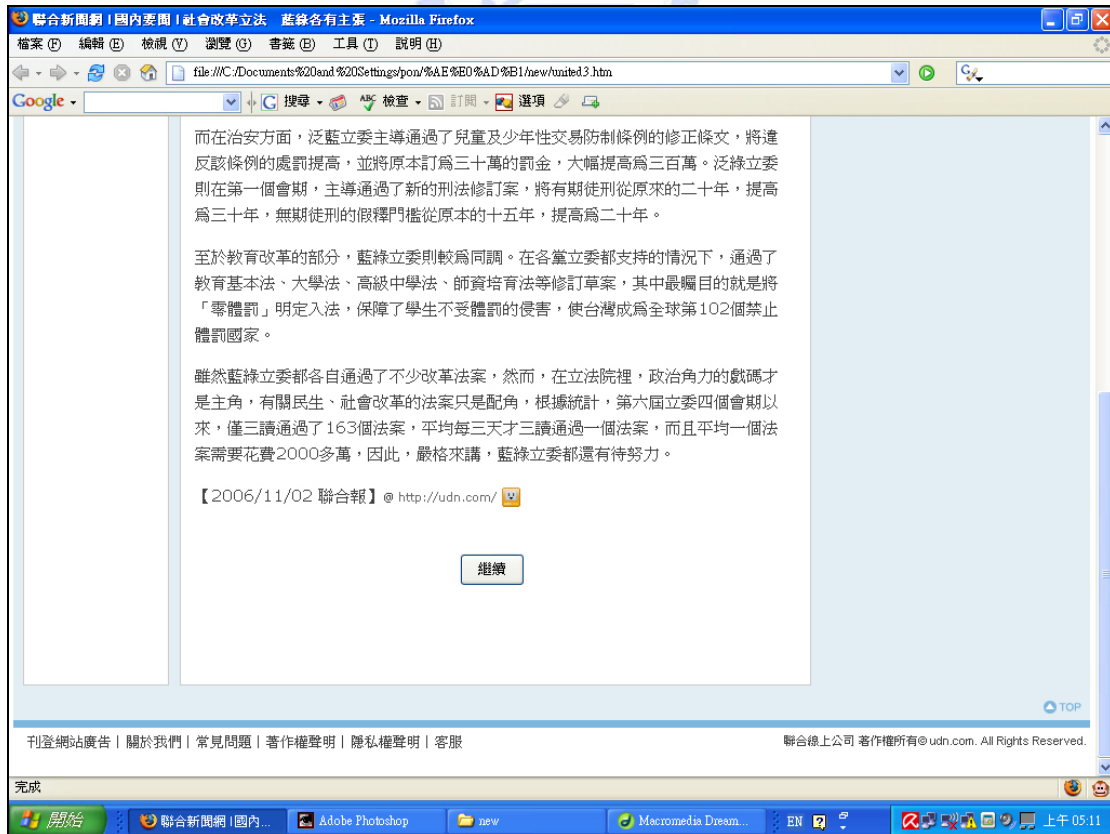 聯合新聞網 | 國內要聞 | 社會改革立法 藍綠各有主張 - Mozilla Firefox
檔案(F) 編輯(E) 檢視(V) 瀏覽(G) 書籤(B) 工具(T) 說明(H)
file:///C:/Documents%20and%20Settings/pon/%AE%E0%AD%B1/new/united3.htm
Google 搜尋 檢查 訂閱 選項
而在治安方面,泛藍立委主導通過了兒童及少年性交易防制條例的修正條文,將違
反該條例的處罰提高,並將原本訂為三十萬的罰金,大幅提高為三百萬。泛綠立委
則在第一個會期,主導通過了新的刑法修訂案,將有期徒刑從原來的二十年,提高
為三十年,無期徒刑的假釋門檻從原本的十五年,提高為二十年。
至於教育改革的部分,藍綠立委則較為同調。在各黨立委都支持的情況下,通過了
教育基本法、大學法、高級中學法、師資培育法等修訂草案,其中最矚目的就是將
「零體罰」明定入法,保障了學生不受體罰的侵害,使台灣成為全球第102個禁止
體罰國家。
雖然藍綠立委都各自通過了不少改革法案,然而,在立法院裡,政治角力的戲碼才
是主角,有關民生、社會改革的法案只是配角,根據統計,第六屆立委四個會期以
來,僅三讀通過了163個法案,平均每三天才三讀通過一個法案,而且平均一個法
案需要花費2000多萬,因此,嚴格來講,藍綠立委都還有待努力。
【2006/11/02 聯合報】@ http://udn.com/
繼續
TOP
刊登網站廣告 | 關於我們 | 常見問題 | 著作權聲明 | 隱私權聲明 | 客服
聯合線上公司 著作權所有© udn.com. All Rights Reserved.
完成
開始 聯合新聞網 | 國內... Adobe Photoshop new Macromedia Dream... EN 上午 05:11